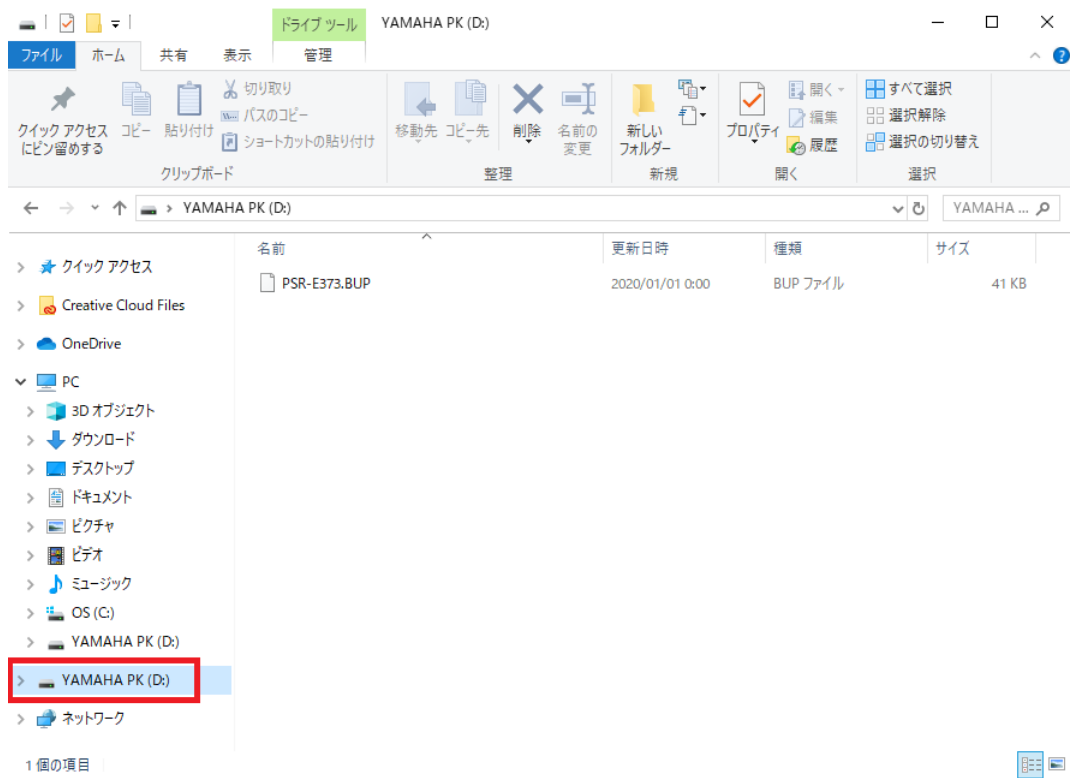 ドライブ ツール YAMAHA PK (D:)
ファイル ホーム 共有 表示 管理
クイック アクセス
にピン留めする
コピー
貼り付け
切り取り
パスのコピー
ショートカットの貼り付け
クリップボード
移動先
コピー先
削除
名前の
変更
整理
新しい
フォルダー
新規
プロパティ
開く
編集
履歴
開く
すべて選択
選択解除
選択の切り替え
選択
YAMAHA PK (D:)
YAMAHA ...
名前 更新日時 種類 サイズ
PSR-E373.BUP 2020/01/01 0:00 BUP ファイル 41 KB
クイック アクセス
Creative Cloud Files
OneDrive
PC
3D オブジェクト
ダウンロード
デスクトップ
ドキュメント
ピクチャ
ビデオ
ミュージック
OS (C:)
YAMAHA PK (D:)
YAMAHA PK (D:)
ネットワーク
1 個の項目